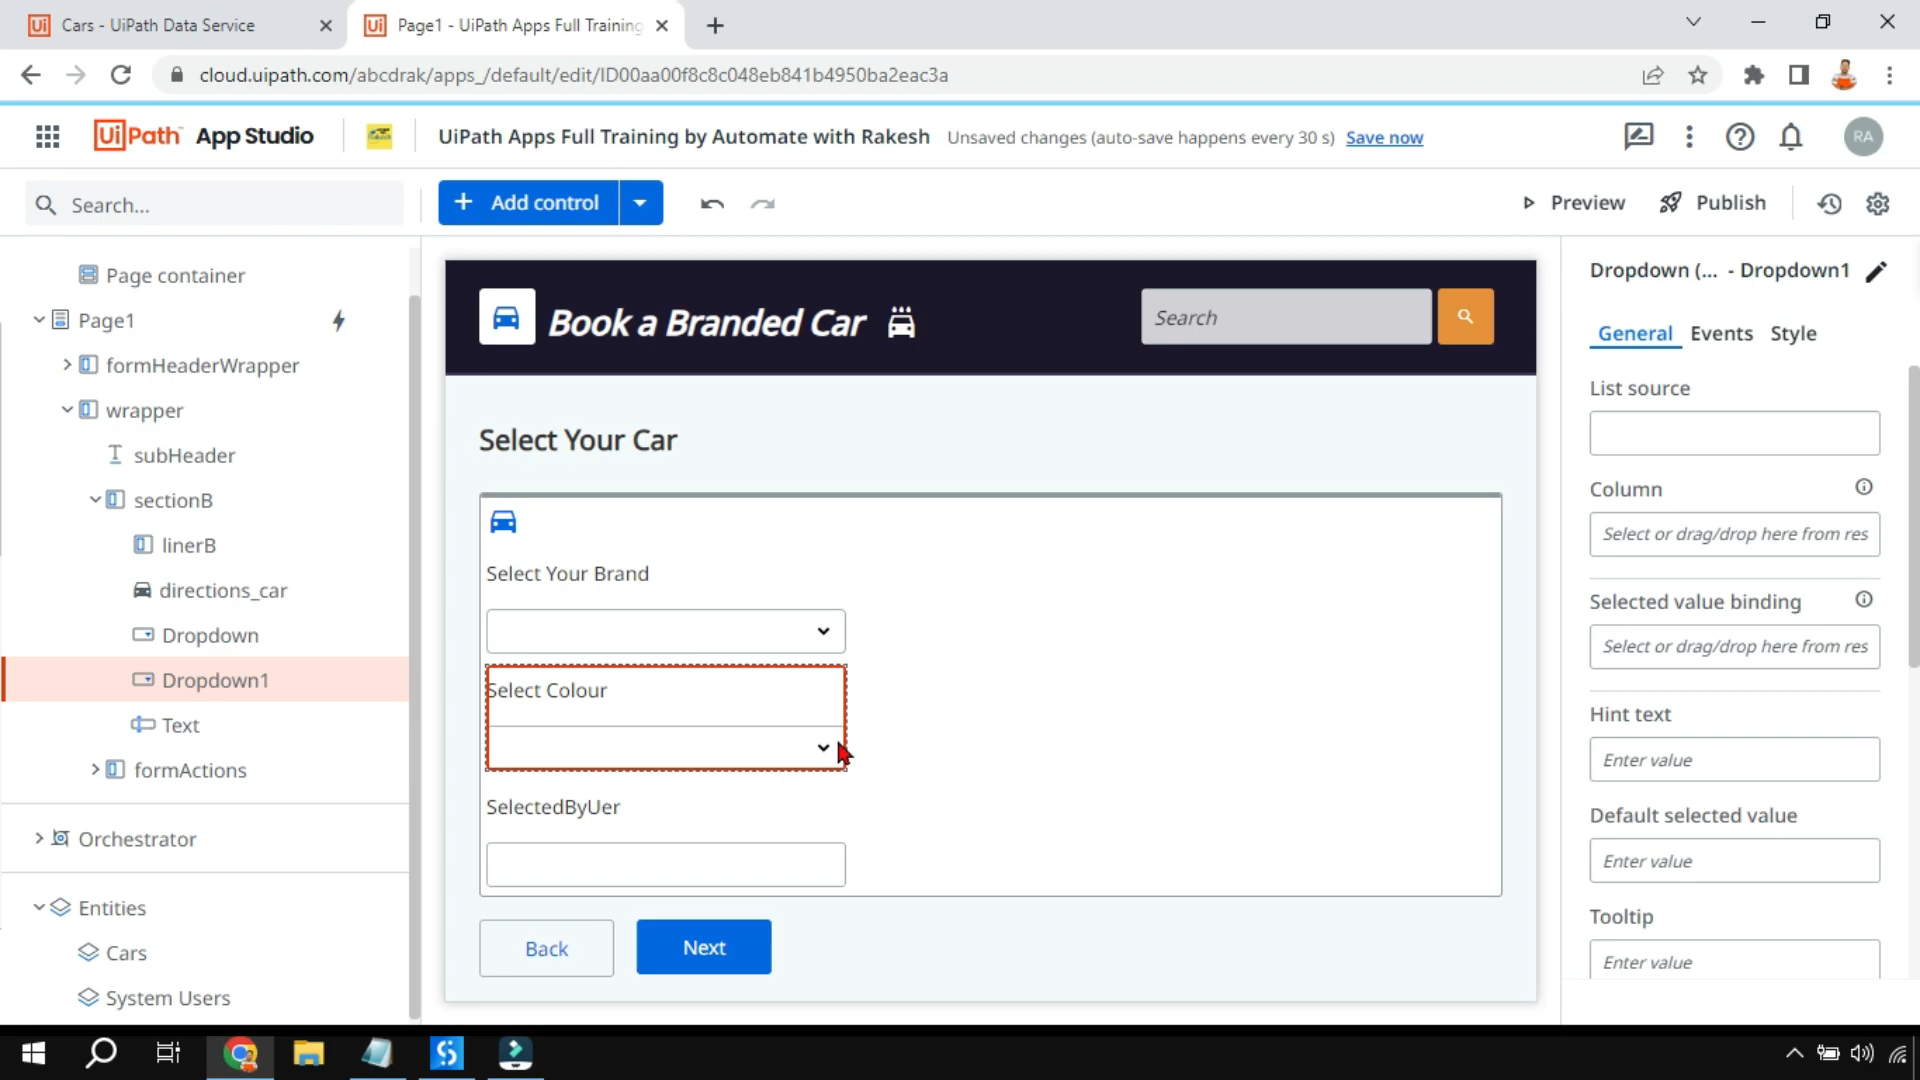 Cars - UiPath Data Service
Page1 - UiPath Apps Full Training
cloud.uipath.com/abcdrak/apps_/default/edit/ID00aa00f8c8c048eb841b4950ba2eac3a
UiPath App Studio
UiPath Apps Full Training by Automate with Rakesh
Unsaved changes (auto-save happens every 30 s) Save now
RA
Search...
Add control
Preview
Publish
Page container
Page1
formHeaderWrapper
wrapper
subHeader
sectionB
linerB
directions_car
Dropdown
Dropdown1
Text
formActions
Orchestrator
Entities
Cars
System Users
Book a Branded Car
Search
Select Your Car
Select Your Brand
Select Colour
SelectedByUer
Back
Next
Dropdown (... - Dropdown1
General Events Style
List source
Column
Select or drag/drop here from res
Selected value binding
Select or drag/drop here from res
Hint text
Enter value
Default selected value
Enter value
Tooltip
Enter value